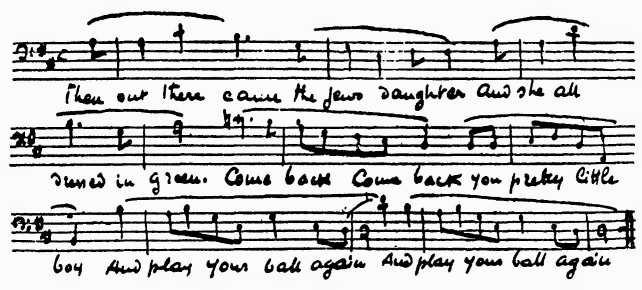 Then out there came the Jews daughter and she all
dressed in green. Come back Come back you pretty little
boy And play your ball again And play your ball again